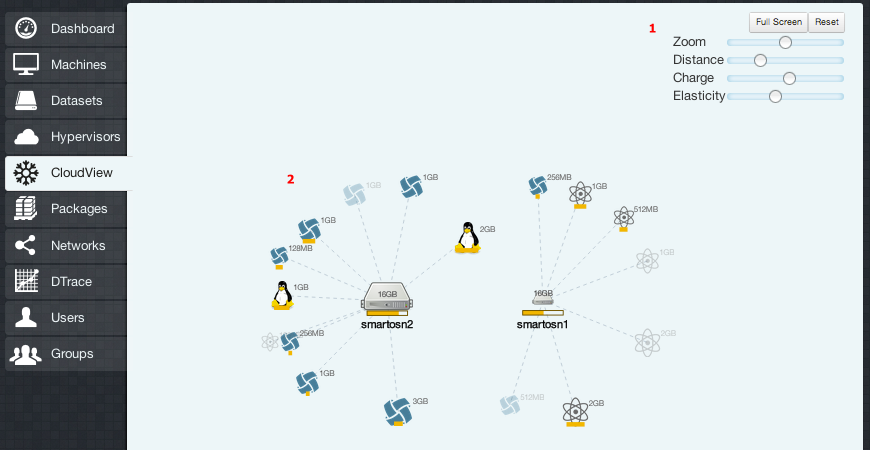 Dashboard
Machines
Datasets
Hypervisors
CloudView
Packages
Networks
DTrace
Users
Groups
1
Full Screen
Reset
Zoom
Distance
Charge
Elasticity
2
1GB
1GB
1GB
128MB
1GB
2GB
16GB
smartosn2
256MB
1GB
3GB
256MB
1GB
512MB
1GB
16GB
smartosn1
2GB
512MB
2GB